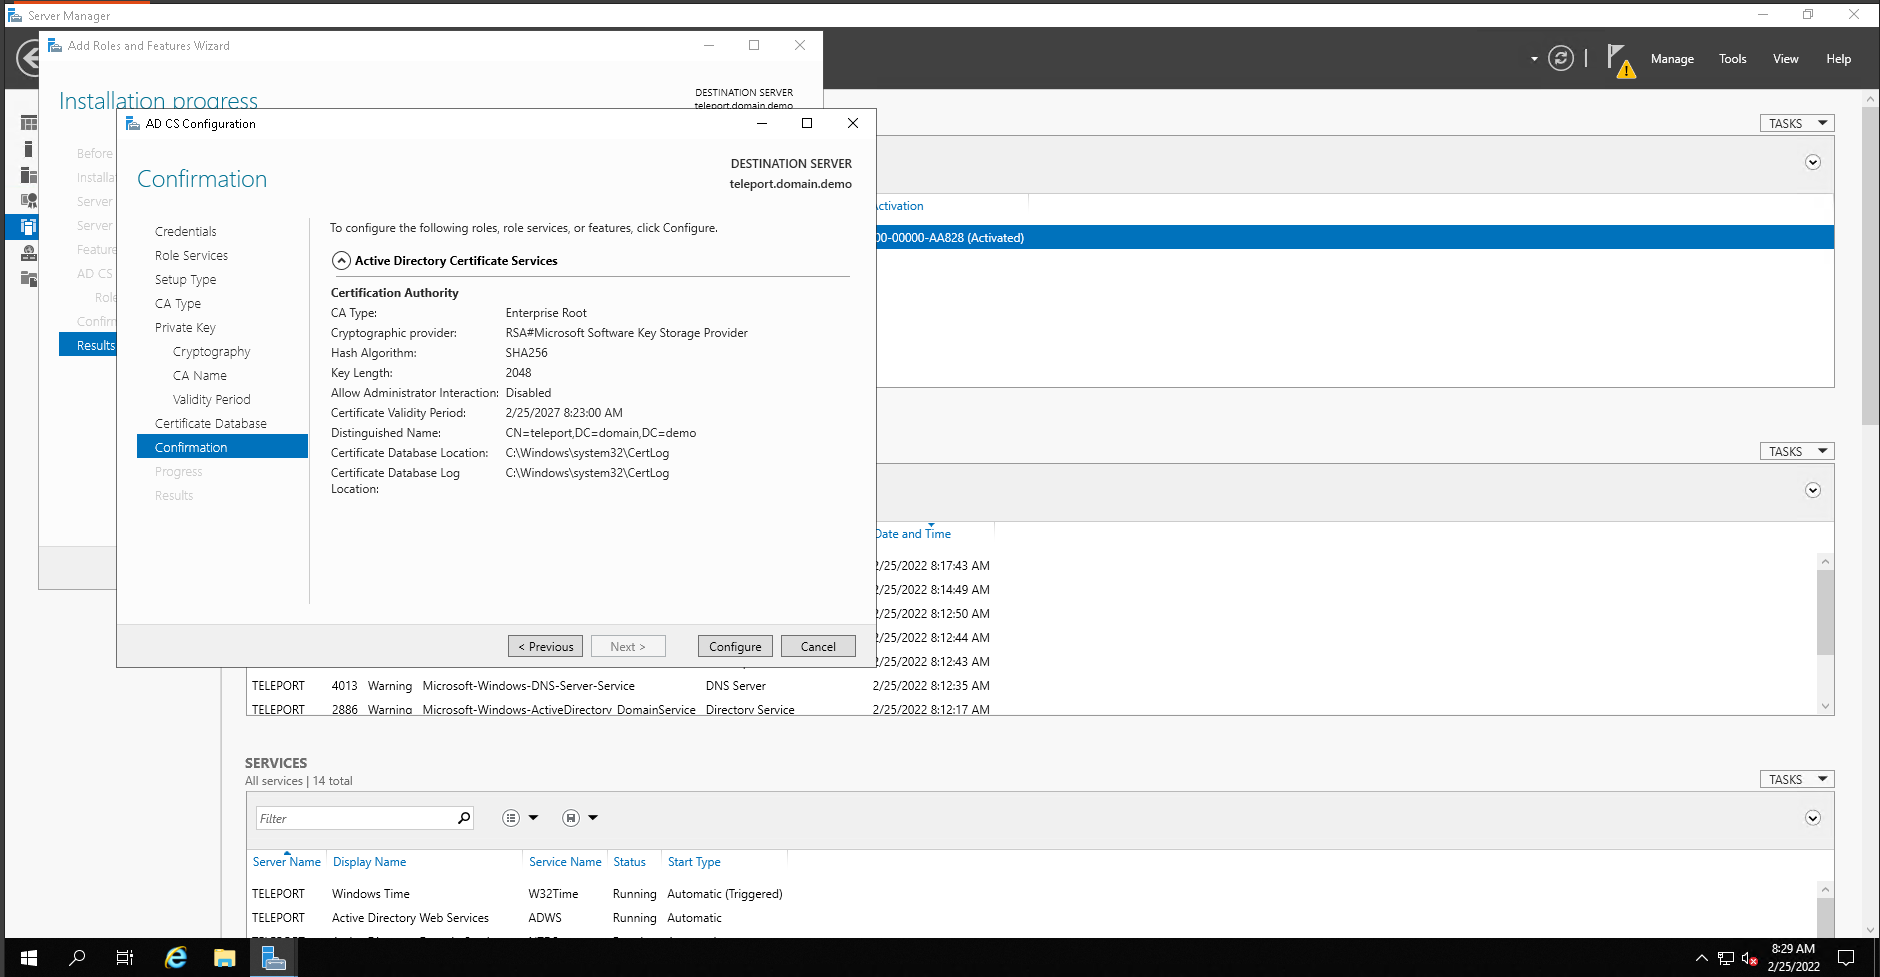 Server Manager
Add Roles and Features Wizard
Manage
Tools
View
Help
Installation progress
DESTINATION SERVER
teleport.domain.demo
Before
Server
Server
AD CS
Results
AD CS Configuration
Confirmation
DESTINATION SERVER
teleport.domain.demo
Credentials
Role Services
Setup Type
CA Type
Private Key
Cryptography
CA Name
Validity Period
Certificate Database
Confirmation
Progress
Results
To configure the following roles, role services, or features, click Configure.
Active Directory Certificate Services
Certification Authority
CA Type: Enterprise Root
Cryptographic provider: RSA#Microsoft Software Key Storage Provider
Hash Algorithm: SHA256
Key Length: 2048
Allow Administrator Interaction: Disabled
Certificate Validity Period: 2/25/2027 8:23:00 AM
Distinguished Name: CN=teleport,DC=domain,DC=demo
Certificate Database Location: C:\Windows\system32\CertLog
Certificate Database Log C:\Windows\system32\CertLog
Location:
< Previous
Next >
Configure
Cancel
TASKS
Activation
00-00000-AA828 (Activated)
TASKS
Date and Time
2/25/2022 8:17:43 AM
2/25/2022 8:14:49 AM
2/25/2022 8:12:50 AM
2/25/2022 8:12:44 AM
2/25/2022 8:12:43 AM
TELEPORT 4013 Warning Microsoft-Windows-DNS-Server-Service DNS Server 2/25/2022 8:12:35 AM
TELEPORT 2886 Warning Microsoft-Windows-ActiveDirectory_DomainService Directory Service 2/25/2022 8:12:17 AM
SERVICES
All services | 14 total
TASKS
Filter
Server Name Display Name Service Name Status Start Type
TELEPORT Windows Time W32Time Running Automatic (Triggered)
TELEPORT Active Directory Web Services ADWS Running Automatic
8:29 AM
2/25/2022